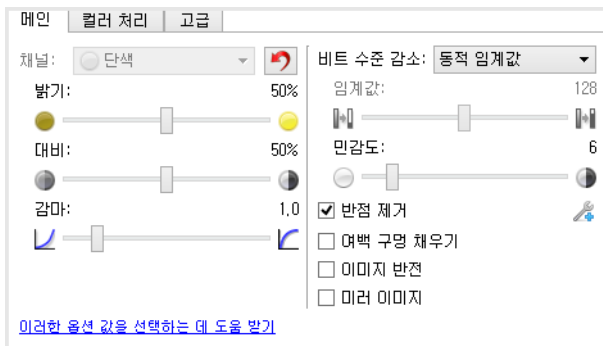 메인 컬러 처리 고급
채널: 단색
밝기: 50%
대비: 50%
감마: 1,0
이러한 옵션 값을 선택하는 데 도움 받기
비트 수준 감소: 동적 임계값
임계값: 128
민감도: 6
반점 제거
여백 구멍 채우기
이미지 반전
미러 이미지